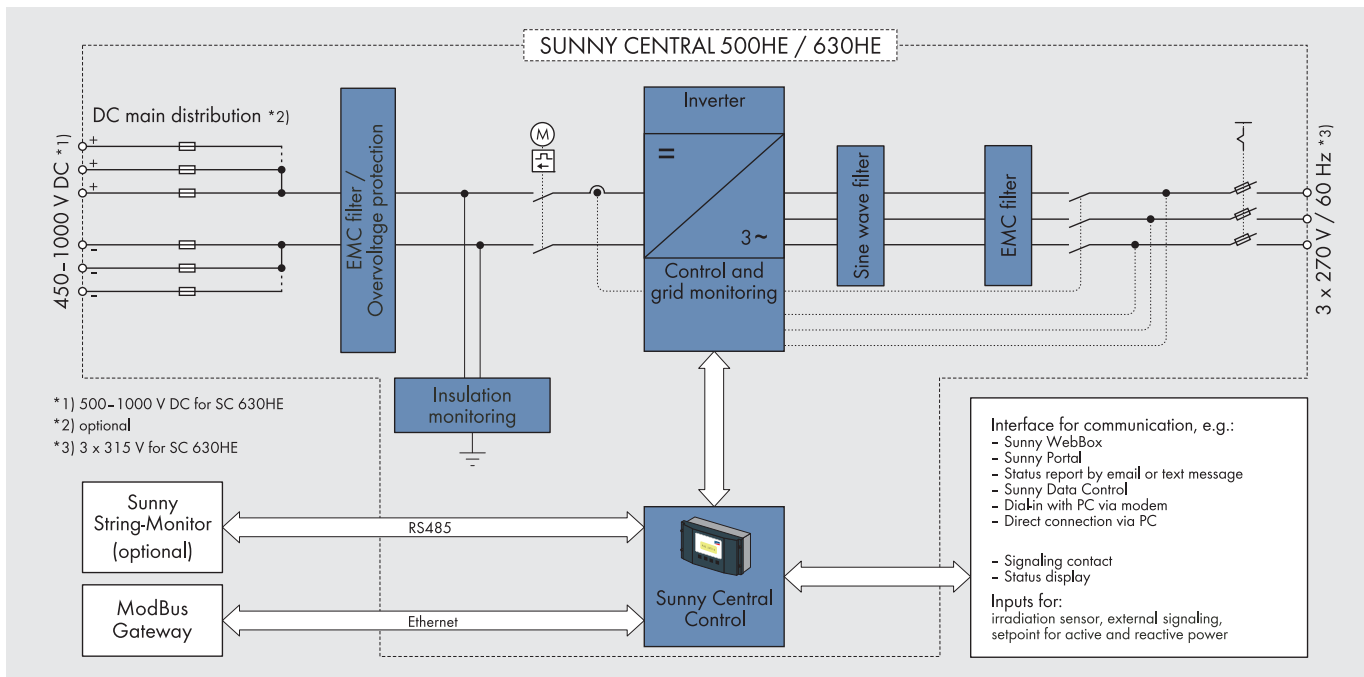 SUNNY CENTRAL 500HE / 630HE
DC main distribution *2)
450–1000 V DC *1)
+
+
+
-
-
-
EMC filter /
Overvoltage protection
M
Inverter
=
3~
Control and
grid monitoring
Sine wave filter
EMC filter
3 x 270 V / 60 Hz *3)
Insulation
monitoring
*1) 500–1000 V DC for SC 630HE
*2) optional
*3) 3 x 315 V for SC 630HE
Sunny
String-Monitor
(optional)
RS485
ModBus
Gateway
Ethernet
Sunny Central
Control
Interface for communication, e.g.:
– Sunny WebBox
– Sunny Portal
– Status report by email or text message
– Sunny Data Control
– Dial-in with PC via modem
– Direct connection via PC
– Signaling contact
– Status display
Inputs for:
irradiation sensor, external signaling,
setpoint for active and reactive power